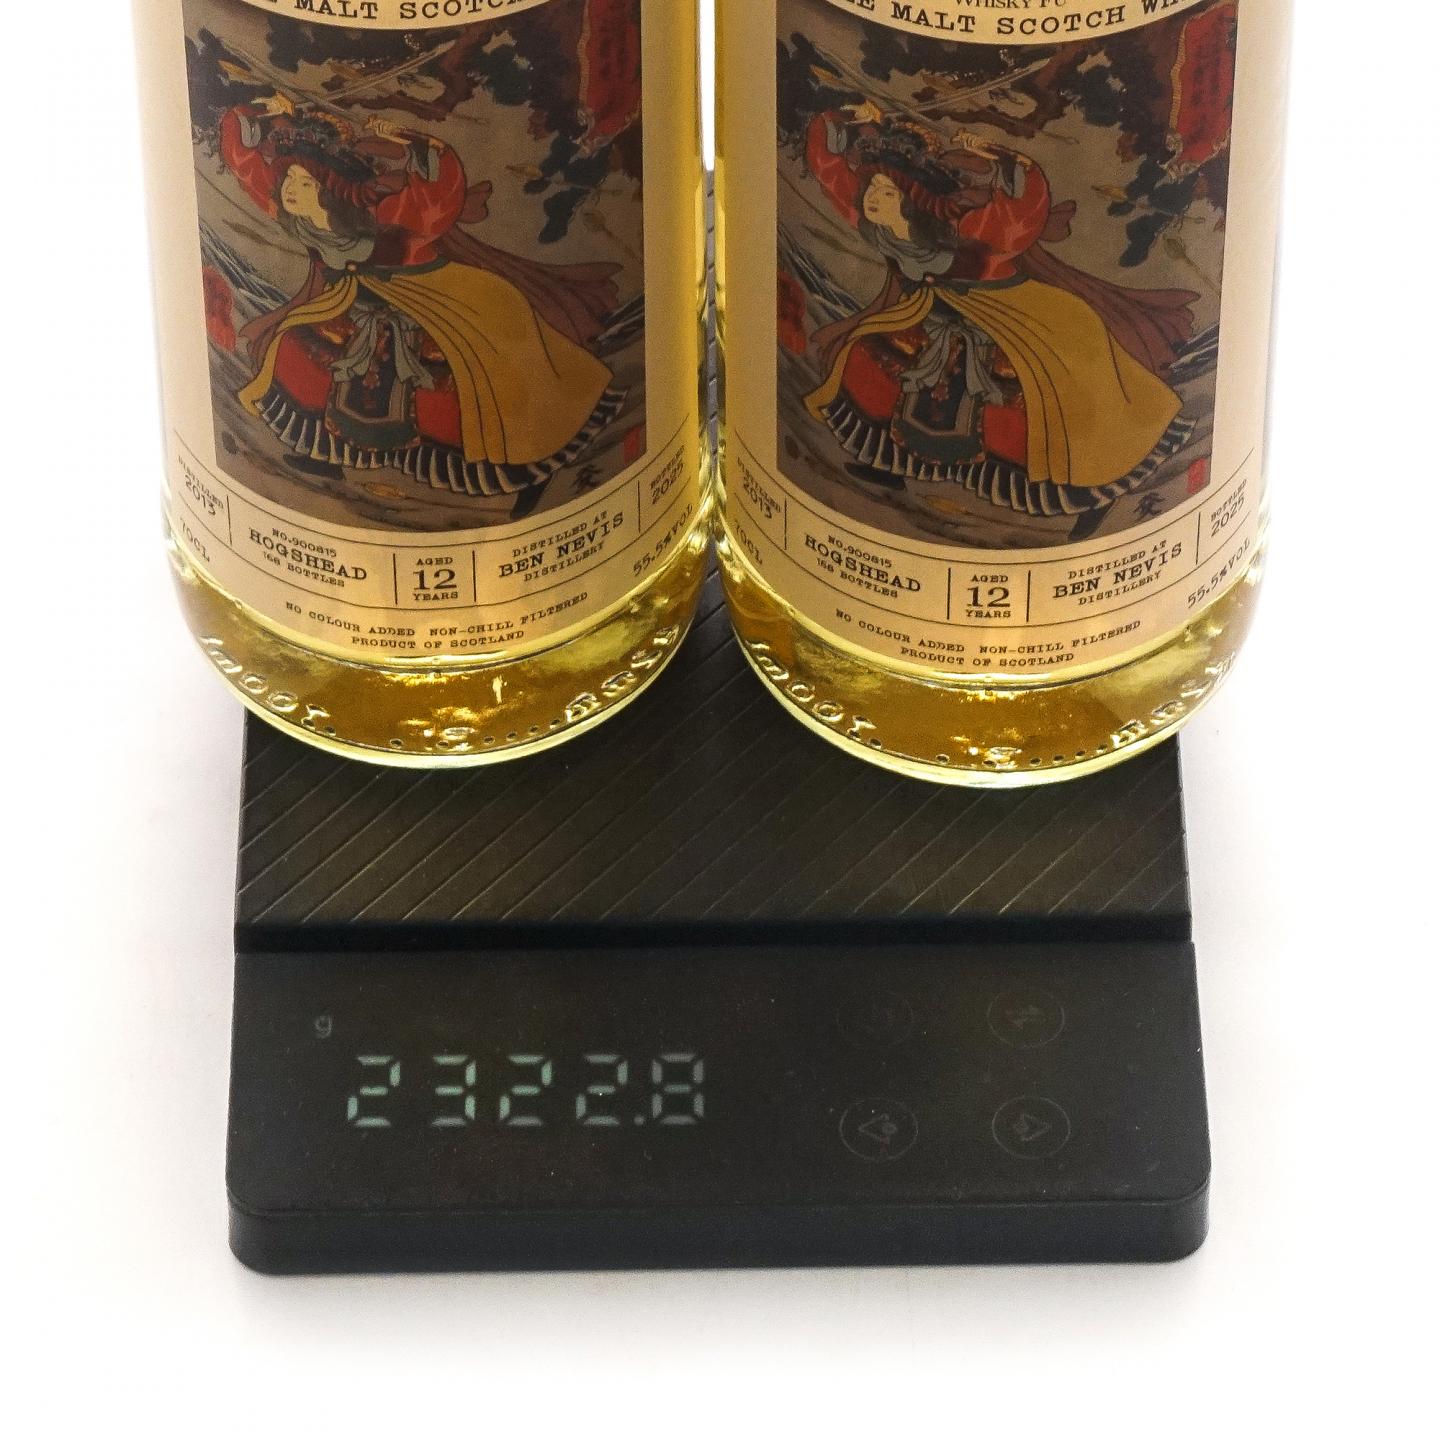 LE MALT SCOTCH
DISTILLED
2013
70CL
NO.900815
HOGSHEAD
168 BOTTLES
AGED
12
YEARS
DISTILLED AT
BEN NEVIS
DISTILLERY
BOTTLED
2025
55.5%VOL
NO COLOUR ADDED NON-CHILL FILTERED
PRODUCT OF SCOTLAND
WHISKY FU
LE MALT SCOTCH
DISTILLED
2013
70CL
NO.900815
HOGSHEAD
168 BOTTLES
AGED
12
YEARS
DISTILLED AT
BEN NEVIS
DISTILLERY
BOTTLED
2025
55.5%VOL
NO COLOUR ADDED NON-CHILL FILTERED
PRODUCT OF SCOTLAND
g
2322.8